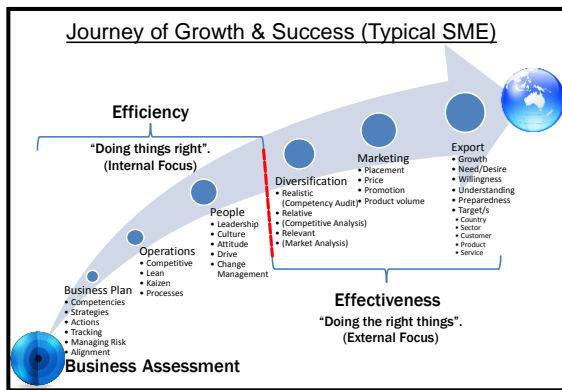 Journey of Growth & Success (Typical SME)
Efficiency
"Doing things right".
(Internal Focus)
Business Plan
• Competencies
• Strategies
• Actions
• Tracking
• Managing Risk
• Alignment
Business Assessment
Operations
• Competitive
• Lean
• Kaizen
• Processes
People
• Leadership
• Culture
• Attitude
• Drive
• Change
Management
Diversification
• Realistic
(Competency Audit)
• Relative
• (Competitive Analysis)
• Relevant
• (Market Analysis)
Marketing
• Placement
• Price
• Promotion
• Product volume
Export
• Growth
• Need/Desire
• Willingness
• Understanding
• Preparedness
• Target/s
• Country
• Sector
• Customer
• Product
• Service
Effectiveness
"Doing the right things".
(External Focus)